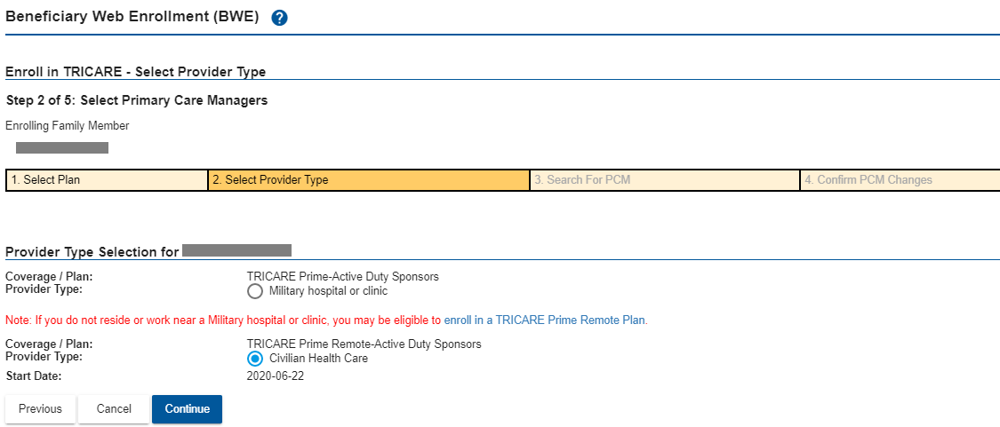 Beneficiary Web Enrollment (BWE) ?
Enroll in TRICARE - Select Provider Type
Step 2 of 5: Select Primary Care Managers
Enrolling Family Member
1. Select Plan 2. Select Provider Type 3. Search For PCM 4. Confirm PCM Changes
Provider Type Selection for
Coverage / Plan: TRICARE Prime-Active Duty Sponsors
Provider Type: Military hospital or clinic
Note: If you do not reside or work near a Military hospital or clinic, you may be eligible to enroll in a TRICARE Prime Remote Plan.
Coverage / Plan: TRICARE Prime Remote-Active Duty Sponsors
Provider Type: Civilian Health Care
Start Date: 2020-06-22
Previous Cancel Continue